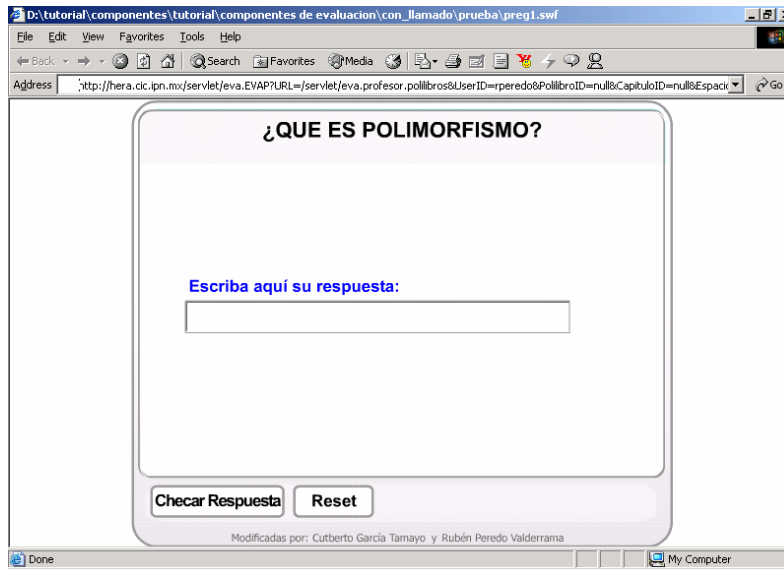 D:\tutorial\componentes\tutorial\componentes de evaluacion\con_llamado\prueba\preg1.swf
File Edit View Favorites Tools Help
Back Search Favorites Media
Address http://hera.cic.ipn.mx/servlet/eva.EVAP?URL=/servlet/eva.profesor.polilibros&UserID=rperedo&PolilibroID=null&CapituloID=null&Espacic Go
¿QUE ES POLIMORFISMO?
Escriba aquí su respuesta:
Checar Respuesta Reset
Modificadas por: Cutberto García Tamayo y Rubén Peredo Valderrama
Done My Computer